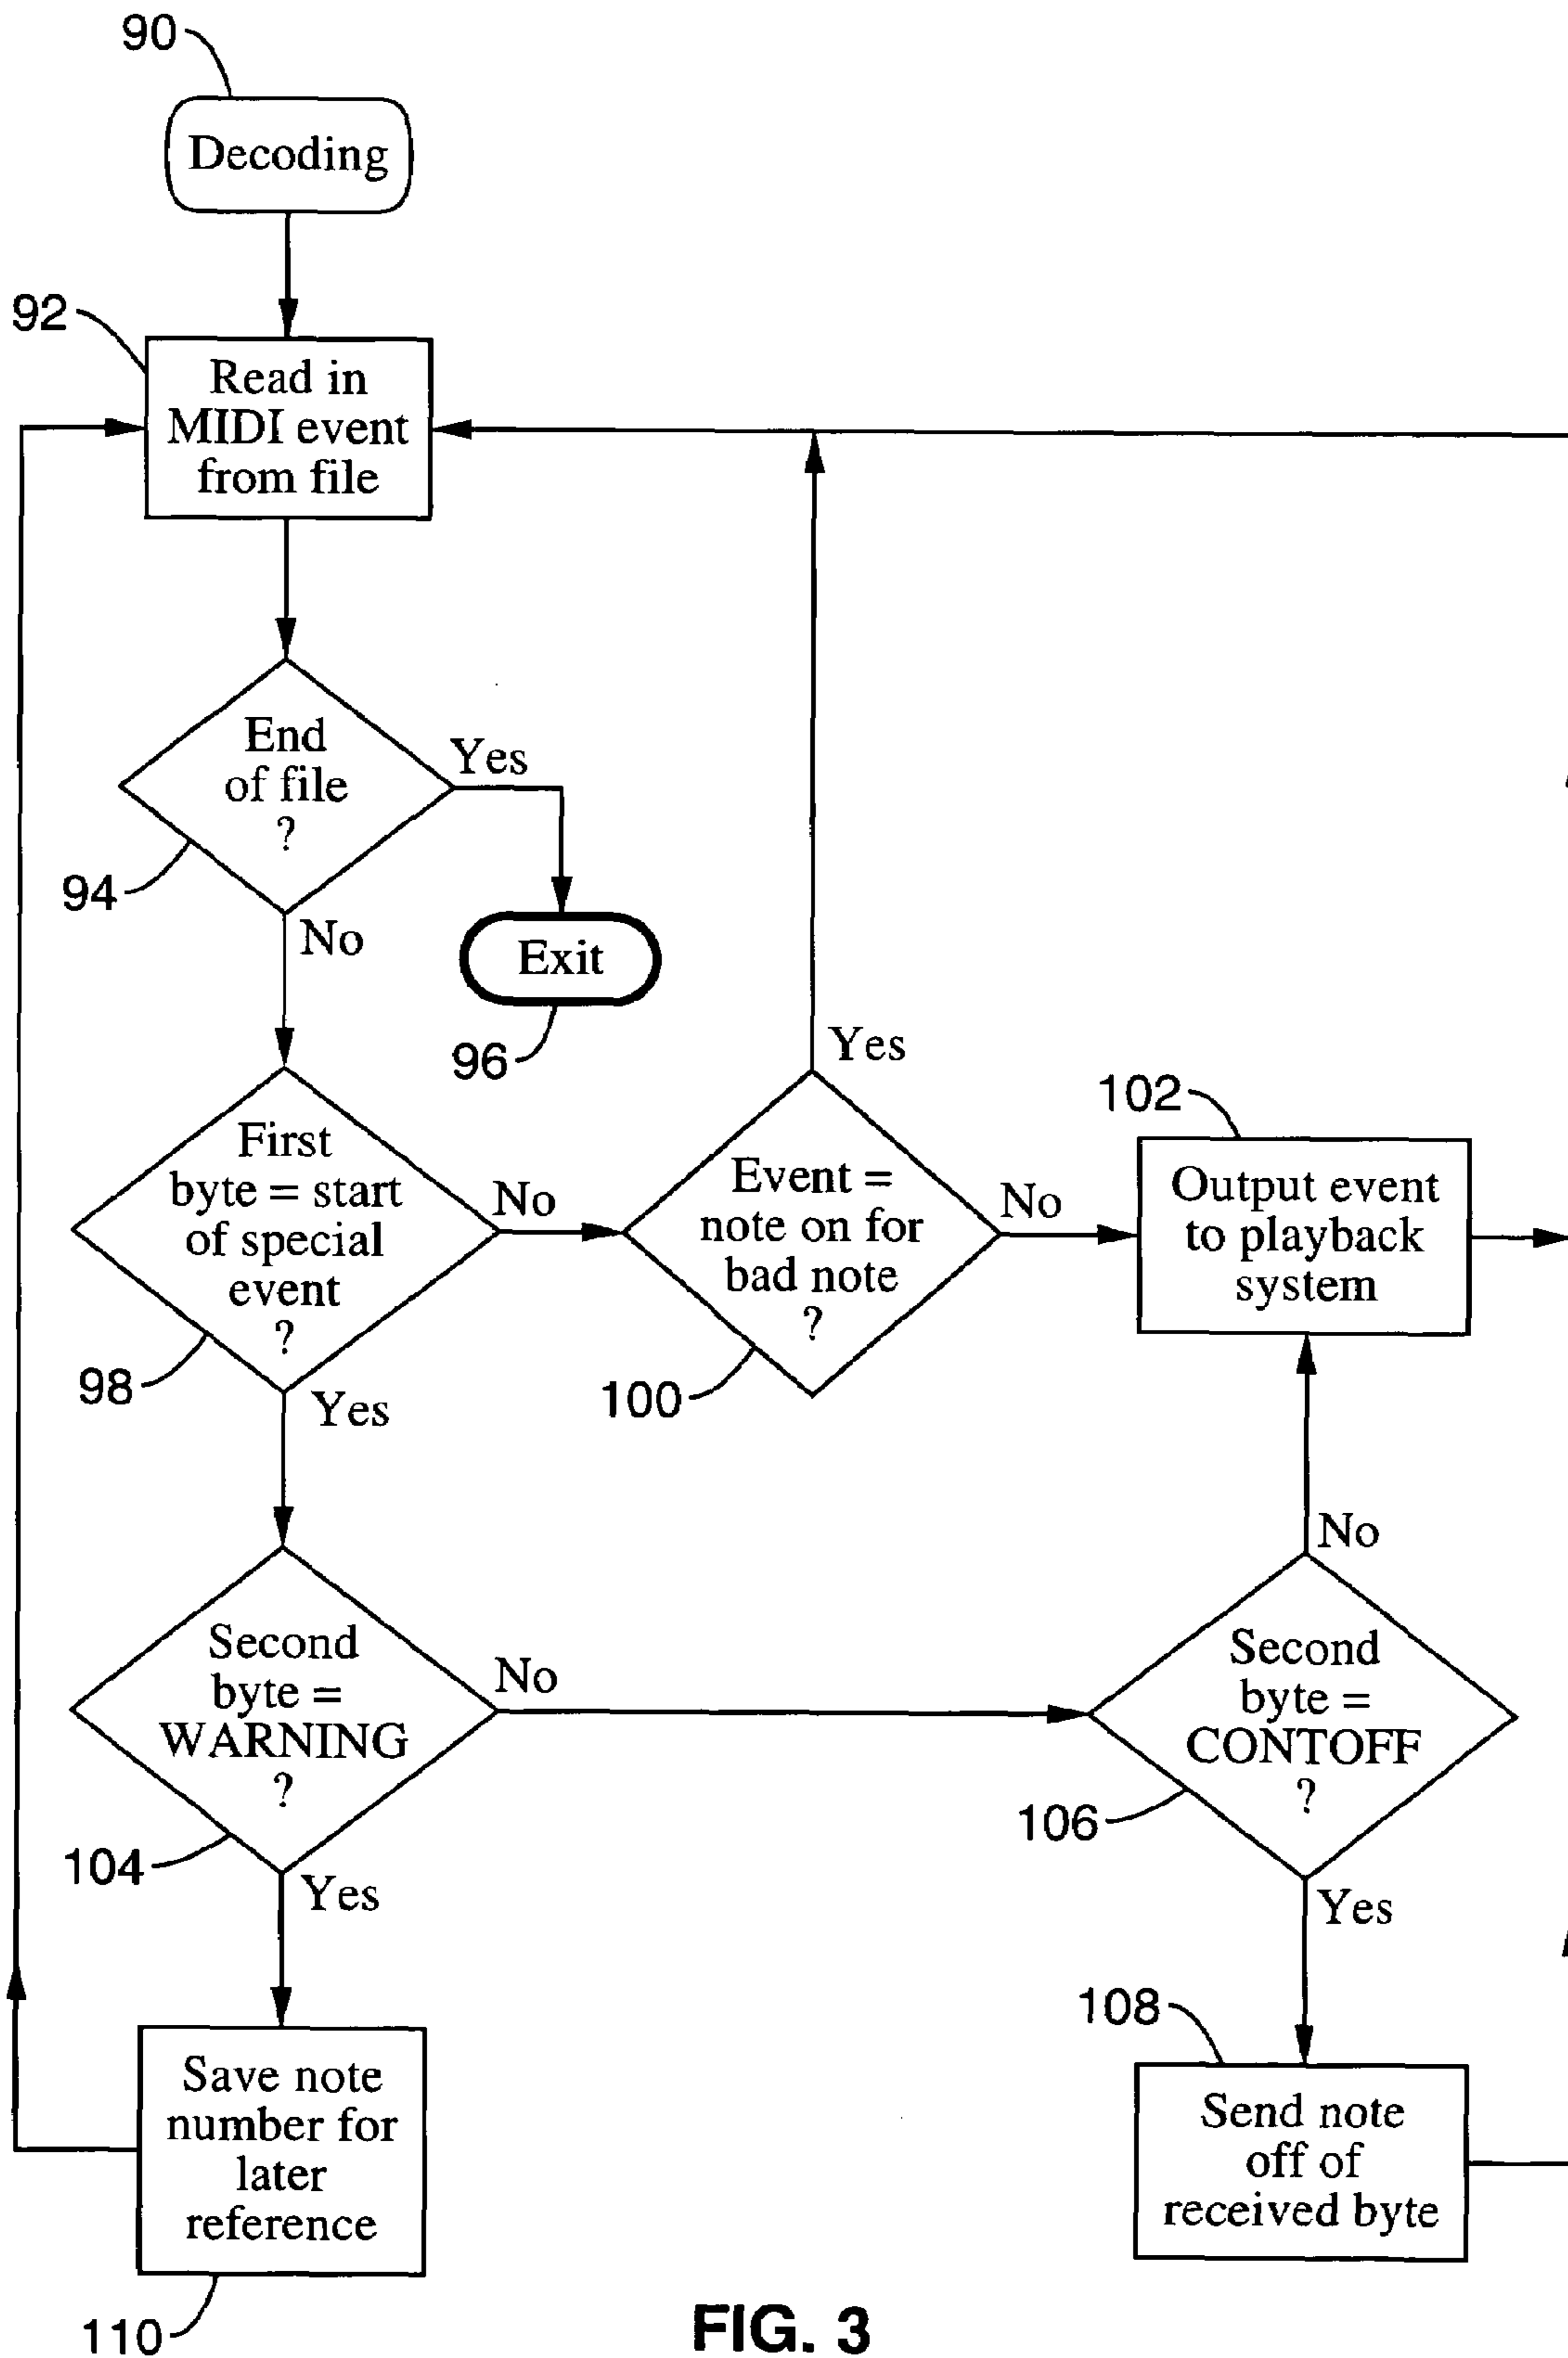 90
Decoding
92
Read in
MIDI event
from file
End
of file
?
Yes
94
No
Exit
96
First
byte = start
of special
event
?
No
98
Yes
Yes
Event =
note on for
bad note
?
No
100
102
Output event
to playback
system
Second
byte =
WARNING
?
No
104
Yes
No
Second
byte =
CONTOFF
?
106
Yes
108
Send note
off of
received byte
Save note
number for
later
reference
110
FIG. 3